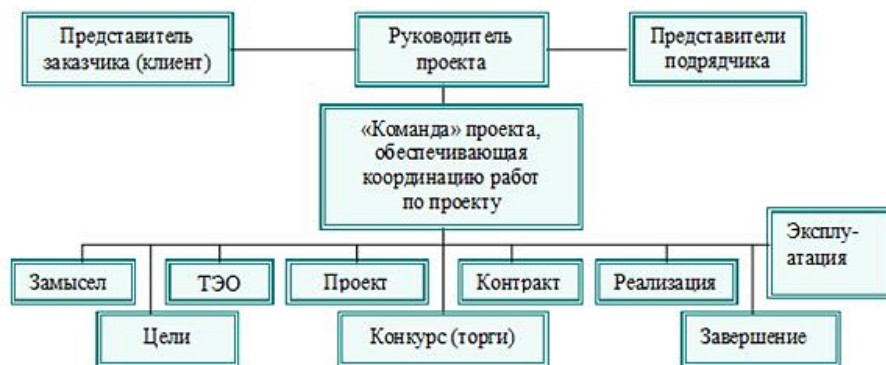 Представитель
заказчика (клиент)
Руководитель
проекта
Представители
подрядчика
«Команда» проекта,
обеспечивающая
координацию работ
по проекту
Эксплу-
атация
Замысел
ТЭО
Проект
Контракт
Реализация
Цели
Конкурс (торги)
Завершение